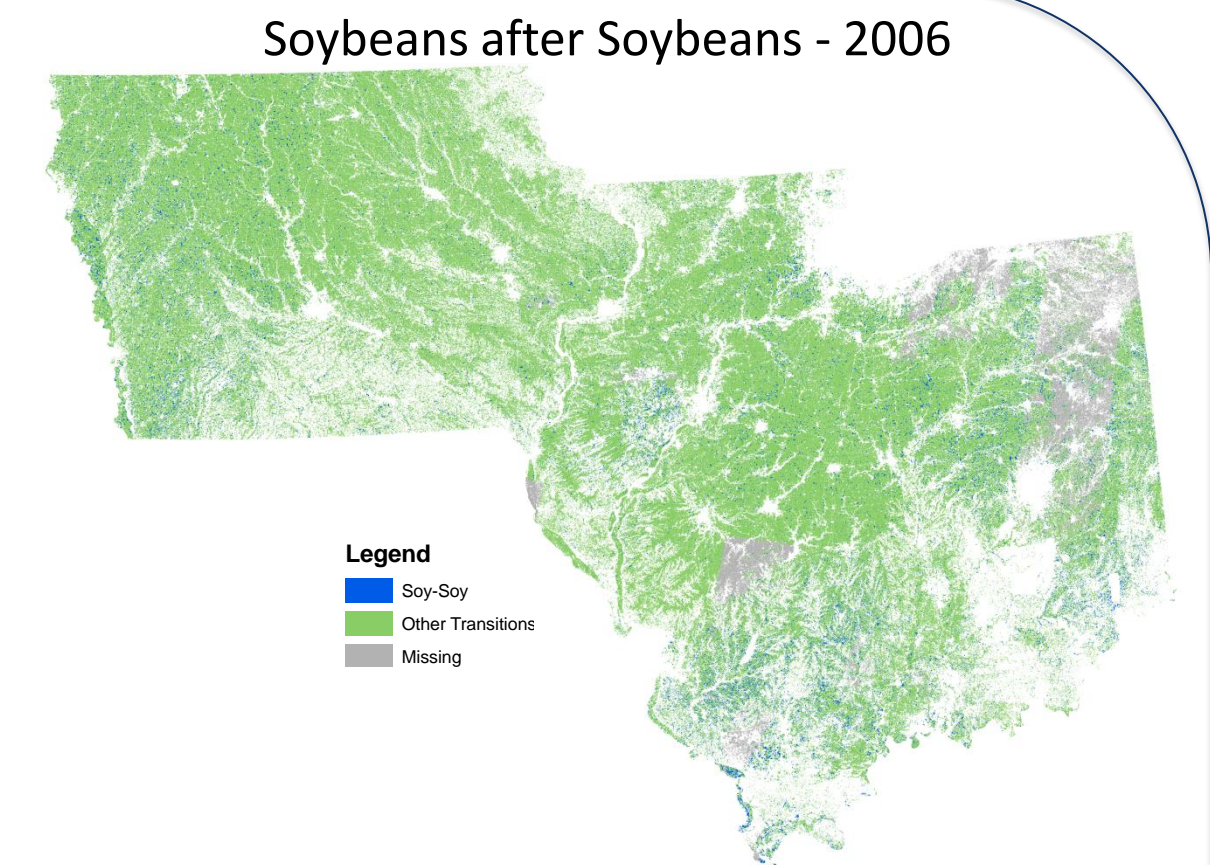 Soybeans after Soybeans - 2006
Legend
Soy-Soy
Other Transitions
Missing